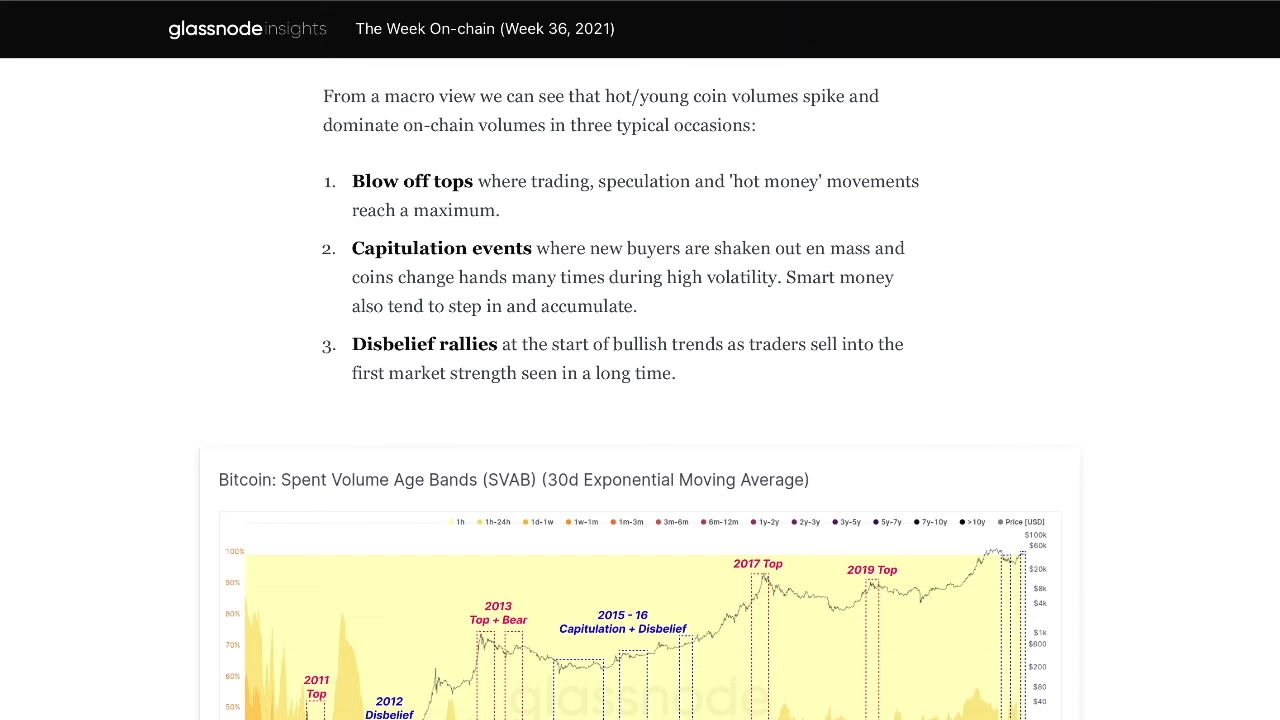 glassnode insights The Week On-chain (Week 36, 2021)
From a macro view we can see that hot/young coin volumes spike and
dominate on-chain volumes in three typical occasions:
1. Blow off tops where trading, speculation and 'hot money' movements
reach a maximum.
2. Capitulation events where new buyers are shaken out en mass and
coins change hands many times during high volatility. Smart money
also tend to step in and accumulate.
3. Disbelief rallies at the start of bullish trends as traders sell into the
first market strength seen in a long time.
Bitcoin: Spent Volume Age Bands (SVAB) (30d Exponential Moving Average)
1h 1h-24h 1d-1w 1w-1m 1m-3m 3m-6m 6m-12m 1y-2y 2y-3y 3y-5y 5y-7y 7y-10y >10y Price [USD]
$100k
$60k
100%
2017 Top
2019 Top
$20k
90%
$8k
$4k
2013
Top + Bear
2015 - 16
Capitulation + Disbelief
80%
$1k
70%
$600
$200
60%
2011
Top
$80
2012
Disbelief
$40
50%
glassnode